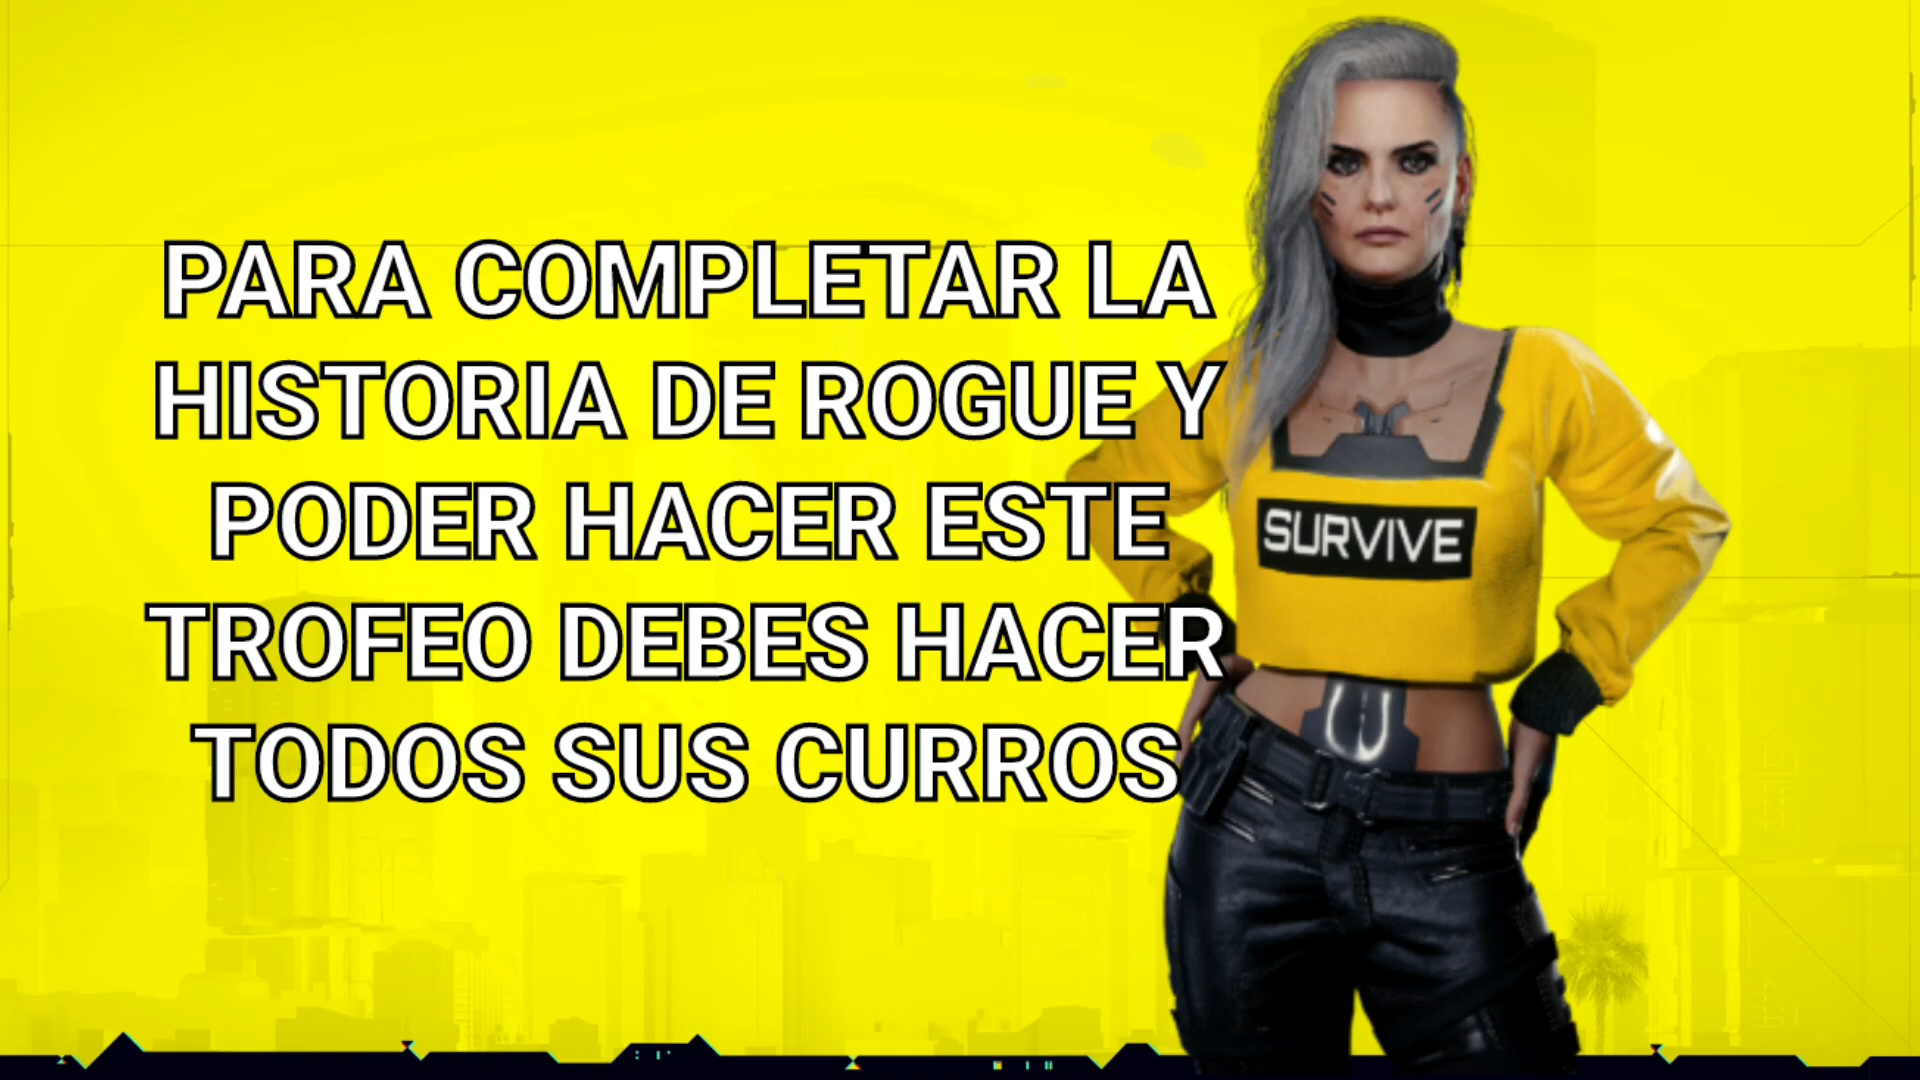 PARA COMPLETAR LA
HISTORIA DE ROGUE Y
PODER HACER ESTE
TROFEO DEBES HACER
TODOS SUS CURROS
SURVIVE